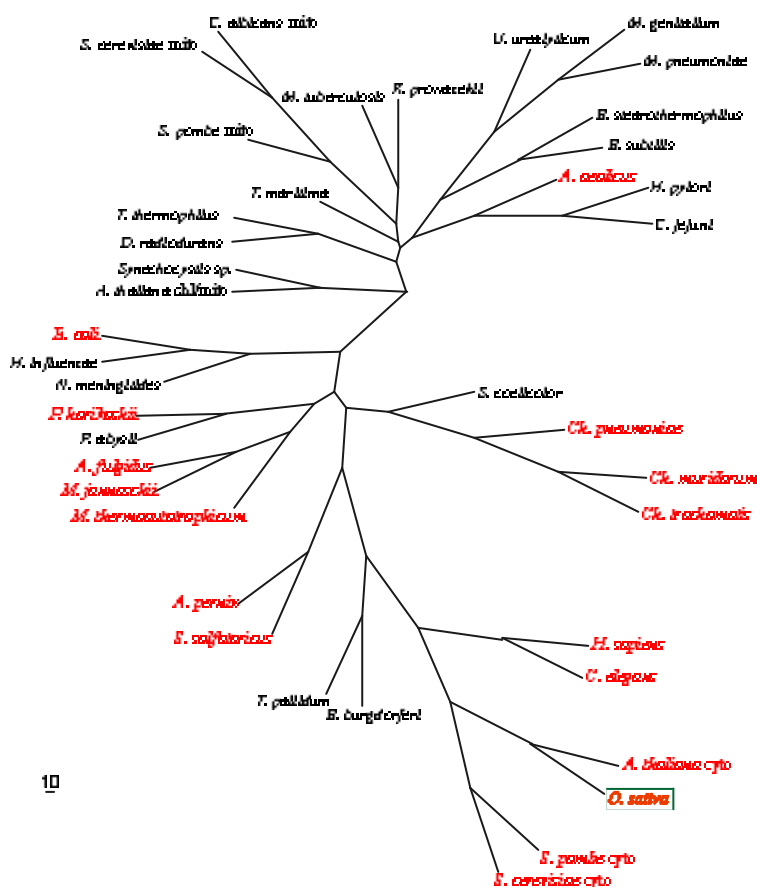 C. albicans mito
S. cerevisiae mito
M. genitalium
U. urealyticum
M. pneumoniae
M. tuberculosis
R. prowazekii
B. stearothermophilus
S. pombe mito
B. subtilis
A. aeolicus
H. pylori
T. maritima
T. thermophilus
C. jejuni
D. radiodurans
Synechocystis sp.
A. thaliana chl/mito
E. coli
H. influenzae
N. meningitides
S. coelicolor
P. horikoshii
P. abyssii
Ch. pneumoniae
A. fulgidus
Ch. muridarum
M. jannaschii
M. thermoautotrophicum
Ch. trachomatis
A. pernix
S. solfataricus
H. sapiens
C. elegans
T. pallidum
B. burgdorferi
A. thaliana cyto
10
O. sativa
S. pombe cyto
S. cerevisiae cyto